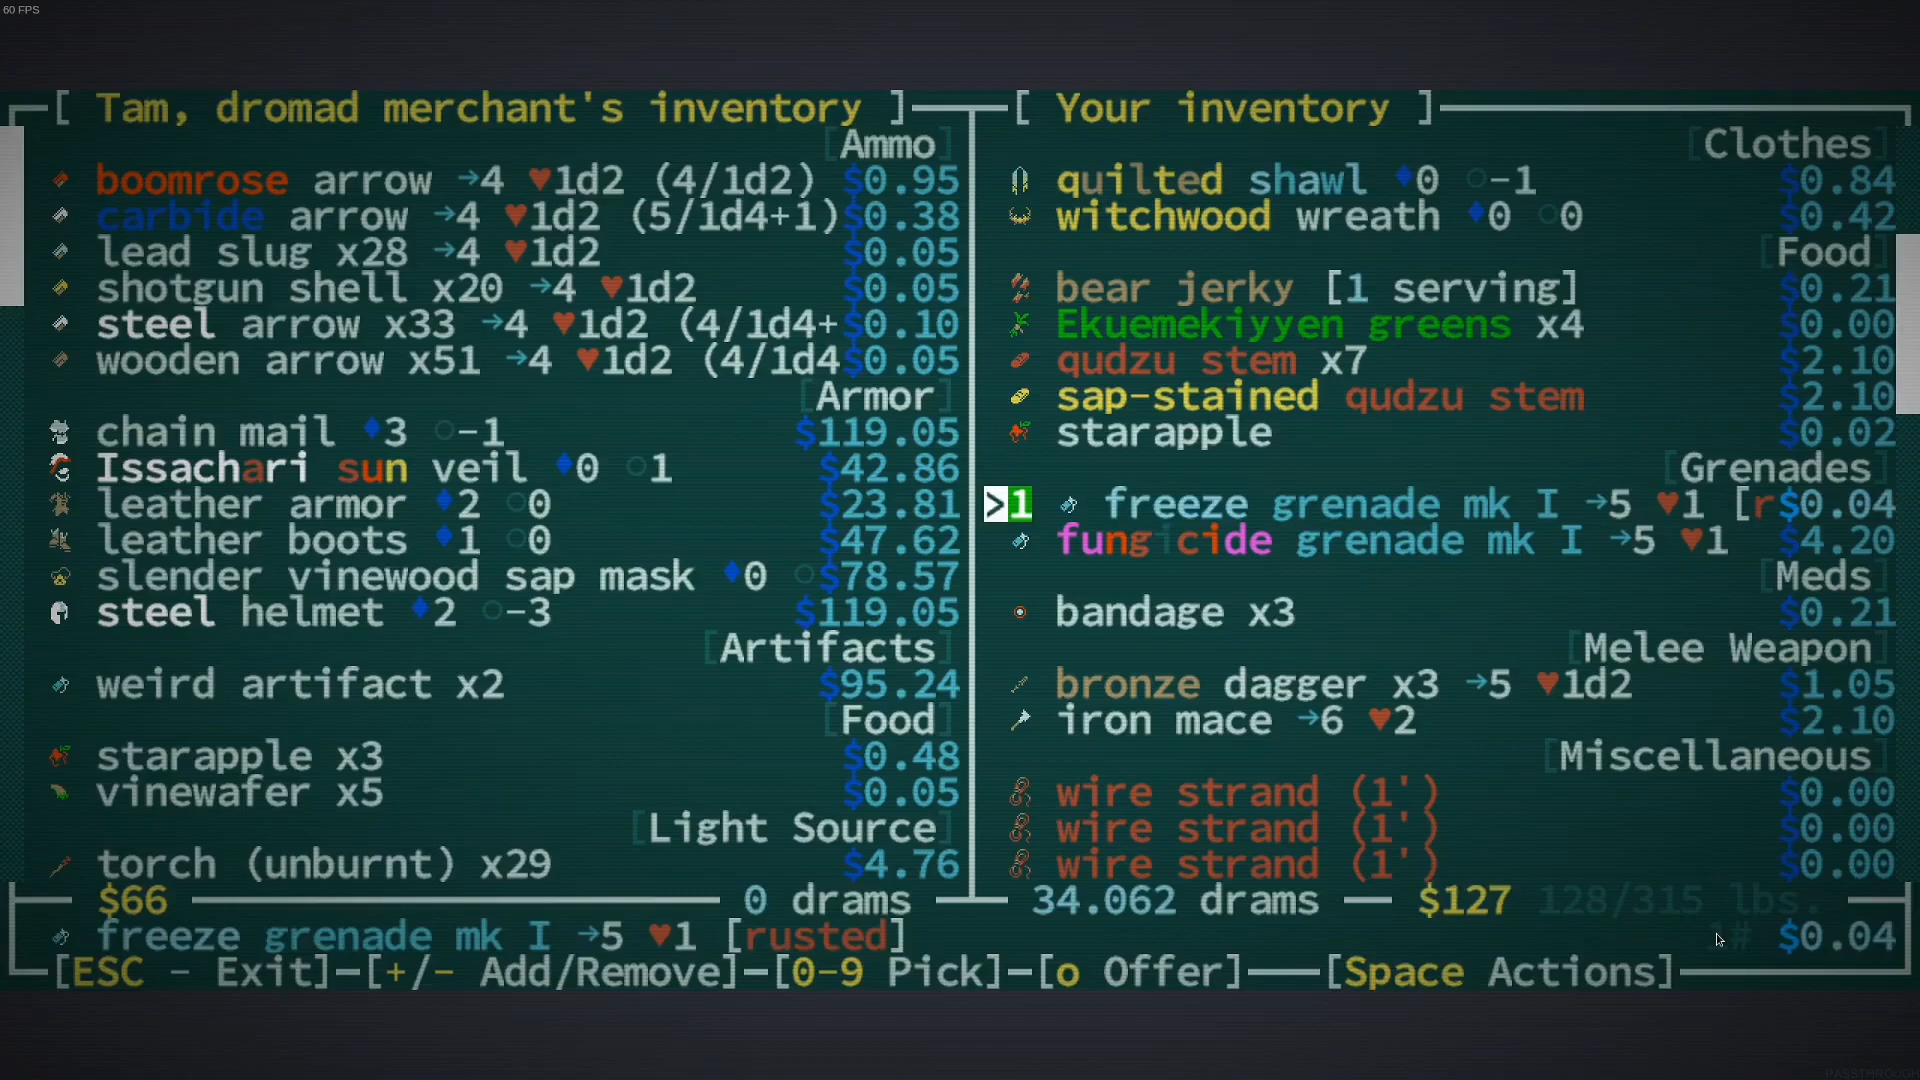 60 FPS
[ Tam, dromad merchant's inventory ]
[Ammo]
boomrose arrow →4 ♥1d2 (4/1d2) $0.95
carbide arrow →4 ♥1d2 (5/1d4+1) $0.38
lead slug x28 →4 ♥1d2 $0.05
shotgun shell x20 →4 ♥1d2 $0.05
steel arrow x33 →4 ♥1d2 (4/1d4+ $0.10
wooden arrow x51 →4 ♥1d2 (4/1d4 $0.05
[Armor]
chain mail ♦3 ○-1 $119.05
Issachari sun veil ♦0 ○1 $42.86
leather armor ♦2 ○0 $23.81
leather boots ♦1 ○0 $47.62
slender vinewood sap mask ♦0 ○ $78.57
steel helmet ♦2 ○-3 $119.05
[Artifacts]
weird artifact x2 $95.24
[Food]
starapple x3 $0.48
vinewafer x5 $0.05
[Light Source]
torch (unburnt) x29 $4.76
$66 0 drams
[ Your inventory ]
[Clothes]
quilted shawl ♦0 ○-1 $0.84
witchwood wreath ♦0 ○0 $0.42
[Food]
bear jerky [1 serving] $0.21
Ekuemekiyyen greens x4 $0.00
qudzu stem x7 $2.10
sap-stained qudzu stem $2.10
starapple $0.02
[Grenades]
>1 freeze grenade mk I →5 ♥1 [r $0.04
fungicide grenade mk I →5 ♥1 $4.20
[Meds]
bandage x3 $0.21
[Melee Weapon]
bronze dagger x3 →5 ♥1d2 $1.05
iron mace →6 ♥2 $2.10
[Miscellaneous]
wire strand (1') $0.00
wire strand (1') $0.00
wire strand (1') $0.00
34.062 drams $127 128/315 lbs.
freeze grenade mk I →5 ♥1 [rusted] 1# $0.04
[ESC - Exit] [+/- Add/Remove] [0-9 Pick] [o Offer] [Space Actions]
PASSTHROUGH